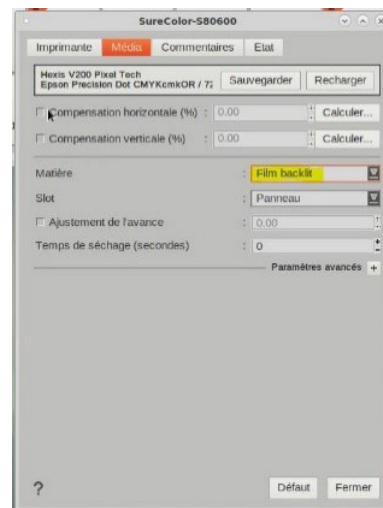 SureColor-S80600
Imprimante Média Commentaires Etat
Hexis V200 Pixel Tech
Epson Precision Dot CMYKcmkOR / 72
Sauvegarder Recharger
Compensation horizontale (%) : 0.00 Calculer...
Compensation verticale (%) : 0.00 Calculer...
Matière : Film backlit
Slot : Panneau
Ajustement de l'avance : 0.00
Temps de séchage (secondes) : 0
Paramètres avancés +
? Défaut Fermer